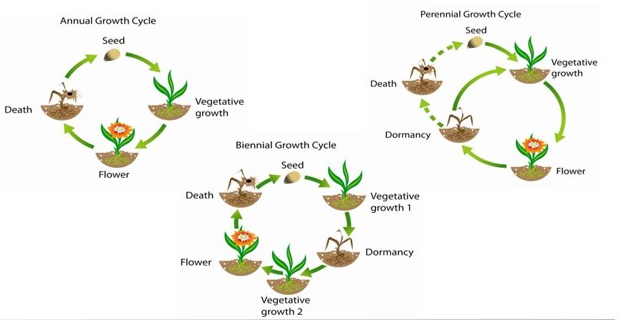 Annual Growth Cycle
Seed
Vegetative
growth
Flower
Death
Perennial Growth Cycle
Seed
Vegetative
growth
Flower
Dormancy
Death
Biennial Growth Cycle
Seed
Vegetative
growth 1
Dormancy
Vegetative
growth 2
Flower
Death